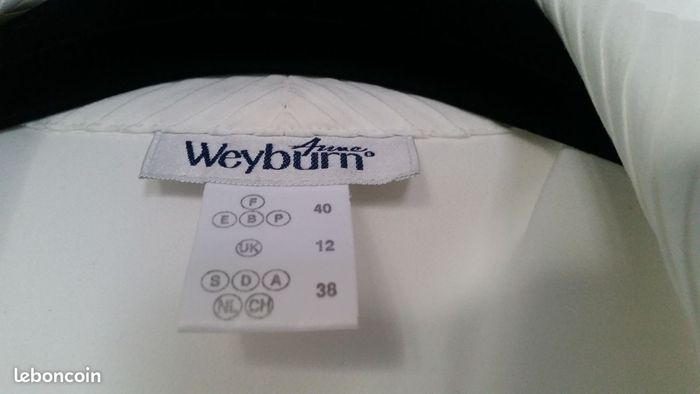 Anne
Weyburn
F
E B P 40
UK 12
S D A 38
NL CH
leboncoin